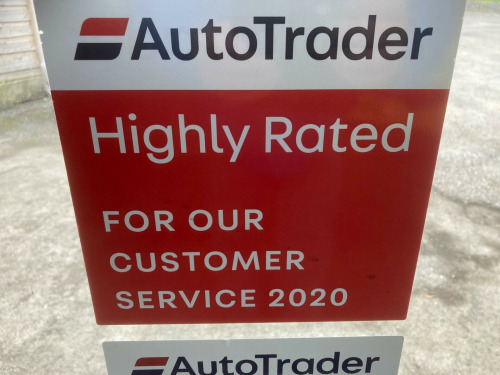 AutoTrader
Highly Rated
FOR OUR
CUSTOMER
SERVICE 2020
AutoTrader